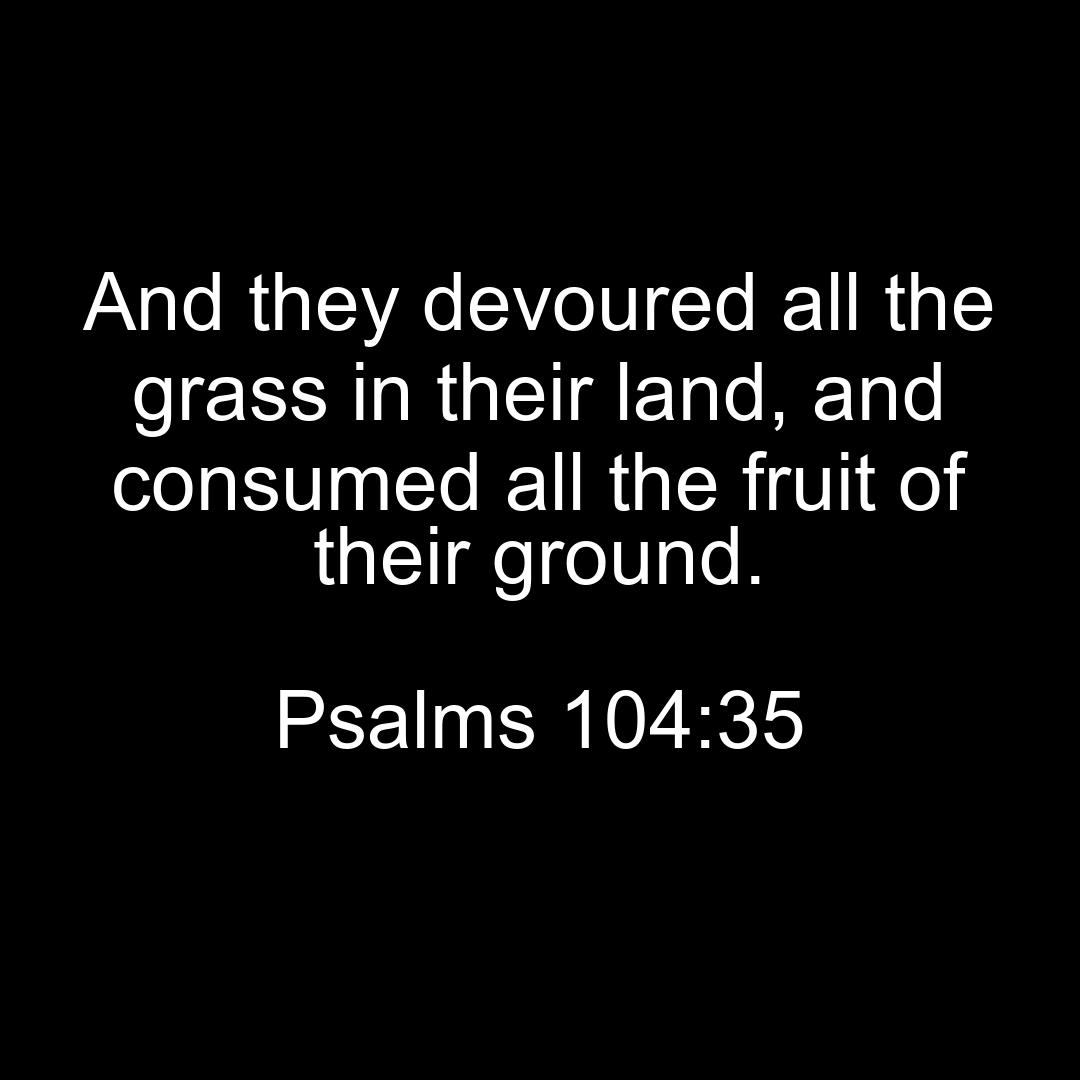 And they devoured all the
grass in their land, and
consumed all the fruit of
their ground.
Psalms 104:35